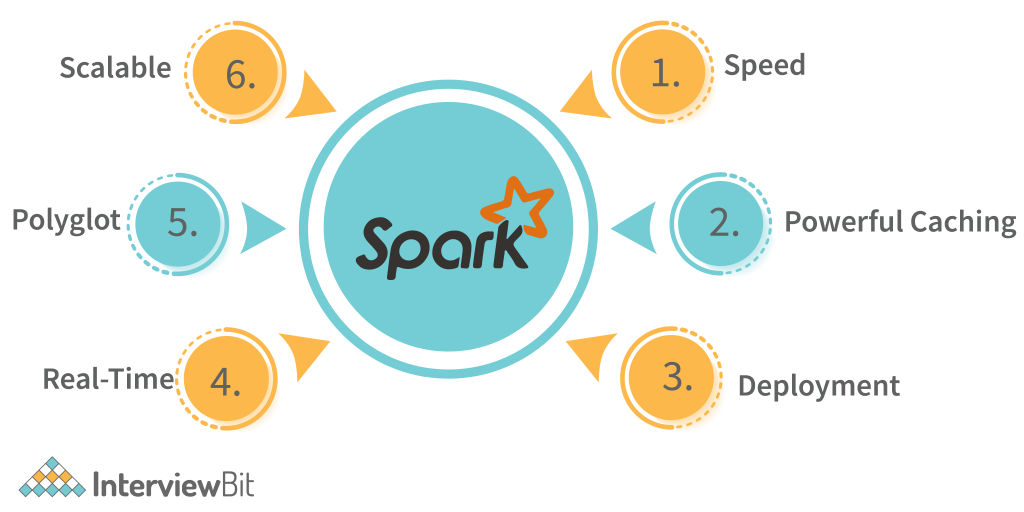 Scalable
6.
1.
Speed
Polyglot
5.
Spark
2.
Powerful Caching
Real-Time
4.
3.
Deployment
InterviewBit